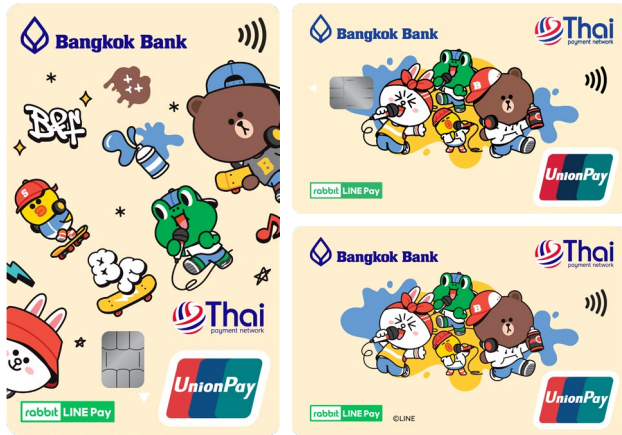 Bangkok Bank
BFF
S
B
Thai
payment network
UnionPay
rabbit LINE Pay
Bangkok Bank
Thai
payment network
B
UnionPay
rabbit LINE Pay
Bangkok Bank
Thai
payment network
B
UnionPay
rabbit LINE Pay
©LINE